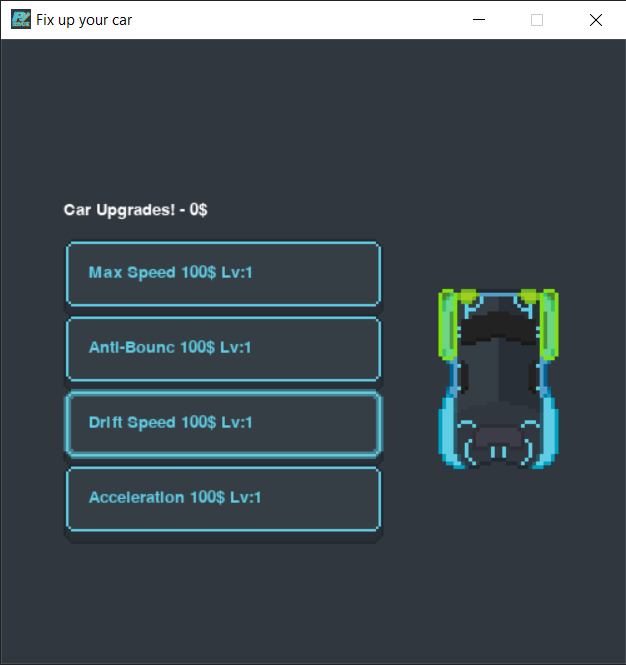 Fix up your car
Car Upgrades! - 0$
Max Speed 100$ Lv:1
Anti-Bounc 100$ Lv:1
Drift Speed 100$ Lv:1
Acceleration 100$ Lv:1